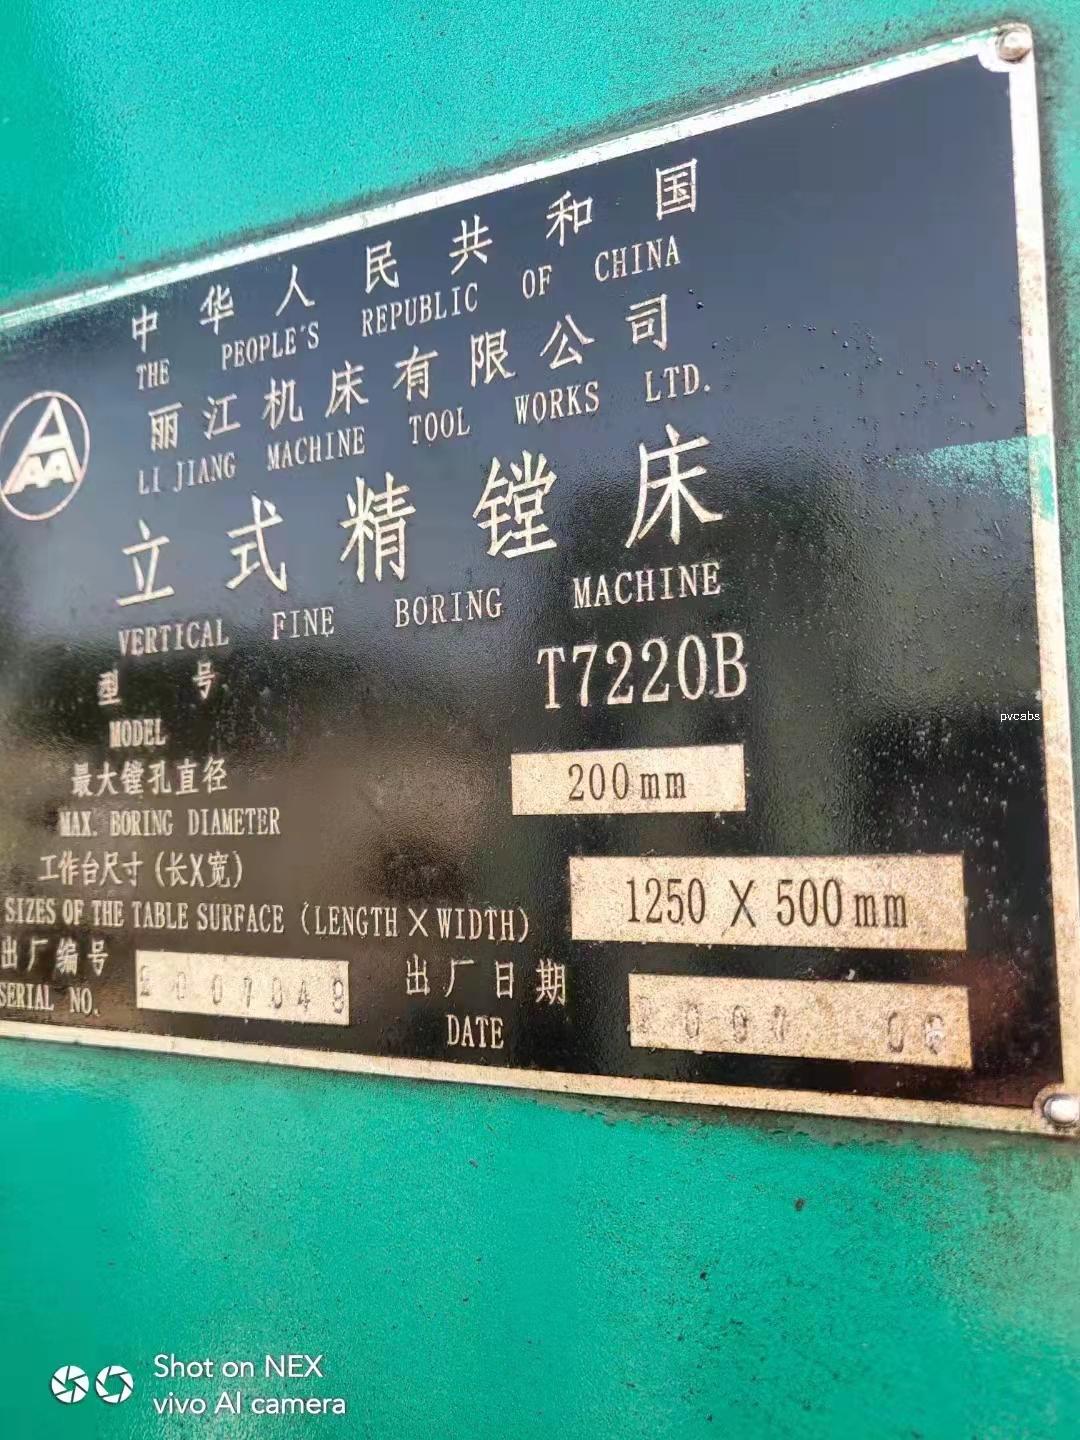 中华人民共和国
THE PEOPLE'S REPUBLIC OF CHINA
丽江机床有限公司
LI JIANG MACHINE TOOL WORKS LTD.
立式精镗床
VERTICAL FINE BORING MACHINE
型号 T7220B
MODEL
最大镗孔直径 200mm
MAX. BORING DIAMETER
工作台尺寸(长X宽) 1250 X 500mm
SIZES OF THE TABLE SURFACE (LENGTH X WIDTH)
出厂编号 出厂日期
SERIAL NO. 2007049 DATE
pvcabs
Shot on NEX
vivo AI camera